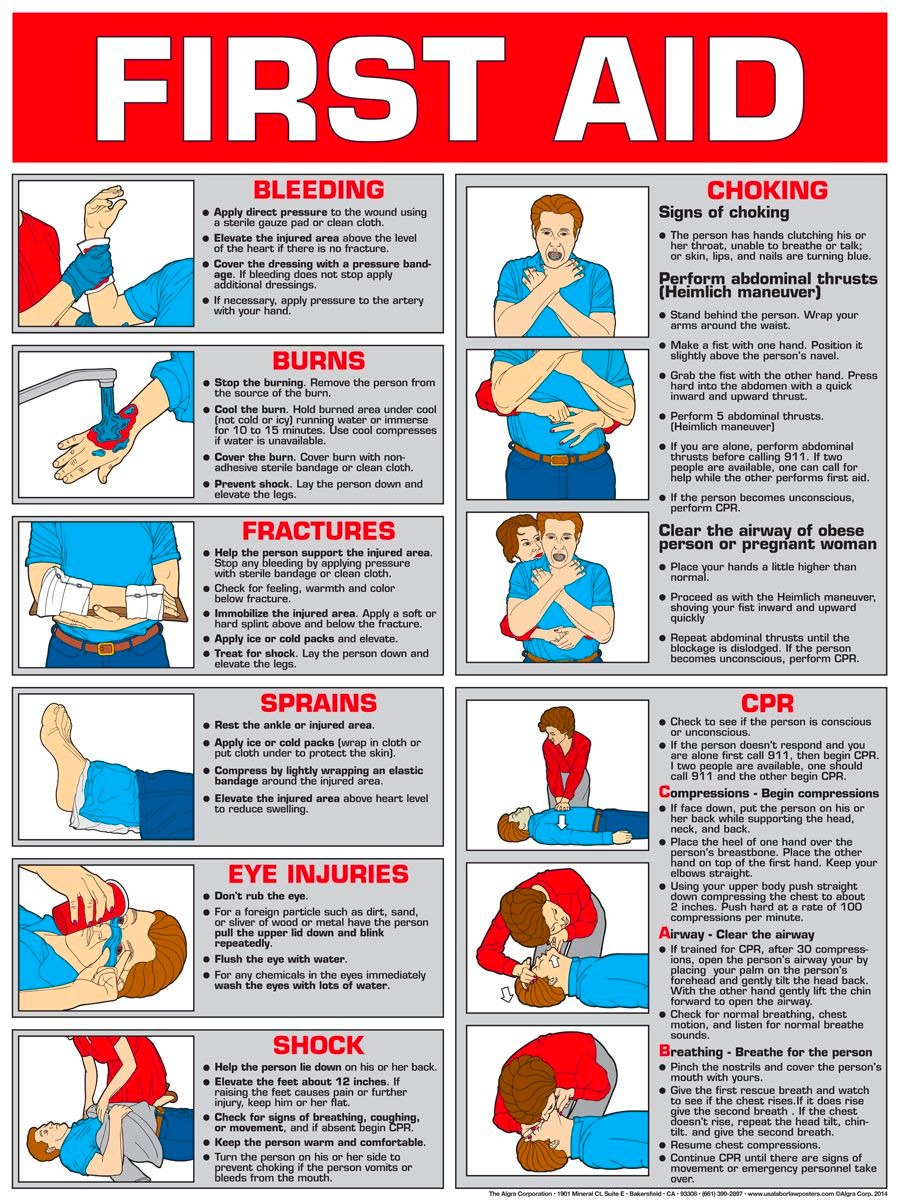 FIRST AID
BLEEDING
● Apply direct pressure to the wound using
a sterile gauze pad or clean cloth.
● Elevate the injured area above the level
of the heart if there is no fracture.
● Cover the dressing with a pressure band-
age. If bleeding does not stop apply
additional dressings.
● If necessary, apply pressure to the artery
with your hand.
BURNS
● Stop the burning. Remove the person from
the source of the burn.
● Cool the burn. Hold burned area under cool
(not cold or icy) running water or immerse
for 10 to 15 minutes. Use cool compresses
if water is unavailable.
● Cover the burn. Cover burn with non-
adhesive sterile bandage or clean cloth.
● Prevent shock. Lay the person down and
elevate the legs.
FRACTURES
● Help the person support the injured area.
Stop any bleeding by applying pressure
with sterile bandage or clean cloth.
● Check for feeling, warmth and color
below fracture.
● Immobilize the injured area. Apply a soft or
hard splint above and below the fracture.
● Apply ice or cold packs and elevate.
● Treat for shock. Lay the person down and
elevate the legs.
SPRAINS
● Rest the ankle or injured area.
● Apply ice or cold packs (wrap in cloth or
put cloth under to protect the skin).
● Compress by lightly wrapping an elastic
bandage around the injured area.
● Elevate the injured area above heart level
to reduce swelling.
EYE INJURIES
● Don't rub the eye.
● For a foreign particle such as dirt, sand,
or sliver of wood or metal have the person
pull the upper lid down and blink
repeatedly.
● Flush the eye with water.
● For any chemicals in the eyes immediately
wash the eyes with lots of water.
SHOCK
● Help the person lie down on his or her back.
● Elevate the feet about 12 inches. If
raising the feet causes pain or further
injury, keep him or her flat.
● Check for signs of breathing, coughing,
or movement, and if absent begin CPR.
● Keep the person warm and comfortable.
● Turn the person on his or her side to
prevent choking if the person vomits or
bleeds from the mouth.
CHOKING
Signs of choking
● The person has hands clutching his or
her throat, unable to breathe or talk;
or skin, lips, and nails are turning blue.
Perform abdominal thrusts
(Heimlich maneuver)
● Stand behind the person. Wrap your
arms around the waist.
● Make a fist with one hand. Position it
slightly above the person's navel.
● Grab the fist with the other hand. Press
hard into the abdomen with a quick
inward and upward thrust.
● Perform 5 abdominal thrusts.
(Heimlich maneuver)
● If you are alone, perform abdominal
thrusts before calling 911. If two
people are available, one can call for
help while the other performs first aid.
● If the person becomes unconscious,
perform CPR.
Clear the airway of obese
person or pregnant woman
● Place your hands a little higher than
normal.
● Proceed as with the Heimlich maneuver,
shoving your fist inward and upward
quickly
● Repeat abdominal thrusts until the
blockage is dislodged. If the person
becomes unconscious, perform CPR.
CPR
● Check to see if the person is conscious
or unconscious.
● If the person doesn't respond and you
are alone first call 911, then begin CPR.
I two people are available, one should
call 911 and the other begin CPR.
Compressions - Begin compressions
● If face down, put the person on his or
her back while supporting the head,
neck, and back.
● Place the heel of one hand over the
person's breastbone. Place the other
hand on top of the first hand. Keep your
elbows straight.
● Using your upper body push straight
down compressing the chest to about
2 inches. Push hard at a rate of 100
compressions per minute.
Airway - Clear the airway
● If trained for CPR, after 30 compress-
ions, open the person's airway your by
placing your palm on the person's
forehead and gently tilt the head back.
With the other hand gently lift the chin
forward to open the airway.
● Check for normal breathing, chest
motion, and listen for normal breathe
sounds.
Breathing - Breathe for the person
● Pinch the nostrils and cover the person's
mouth with yours.
● Give the first rescue breath and watch
to see if the chest rises.If it does rise
give the second breath . If the chest
doesn't rise, repeat the head tilt, chin-
tilt. and give the second breath.
● Resume chest compressions.
● Continue CPR until there are signs of
movement or emergency personnel take
over.
The Algra Corporation • 1901 Mineral Ct. Suite E • Bakersfield • CA • 93308 • (661) 399-2897 • www.usalaborlawposters.com ©Algra Corp. 2014